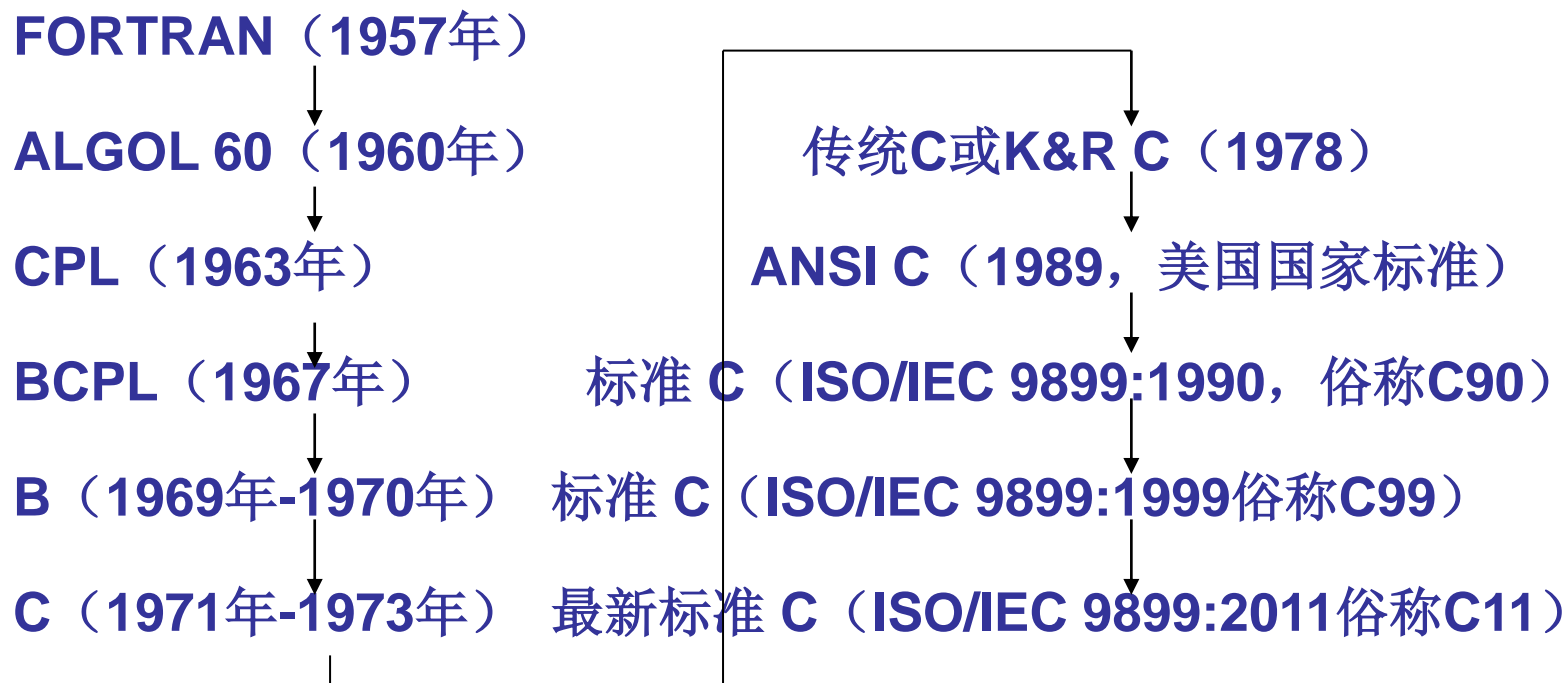 FORTRAN（1957年）
ALGOL 60（1960年）
CPL（1963年）
BCPL（1967年）
B（1969年-1970年）
C（1971年-1973年）
传统C或K&R C（1978）
ANSI C（1989，美国国家标准）
标准 C（ISO/IEC 9899:1990，俗称C90）
标准 C（ISO/IEC 9899:1999俗称C99）
最新标准 C（ISO/IEC 9899:2011俗称C11）